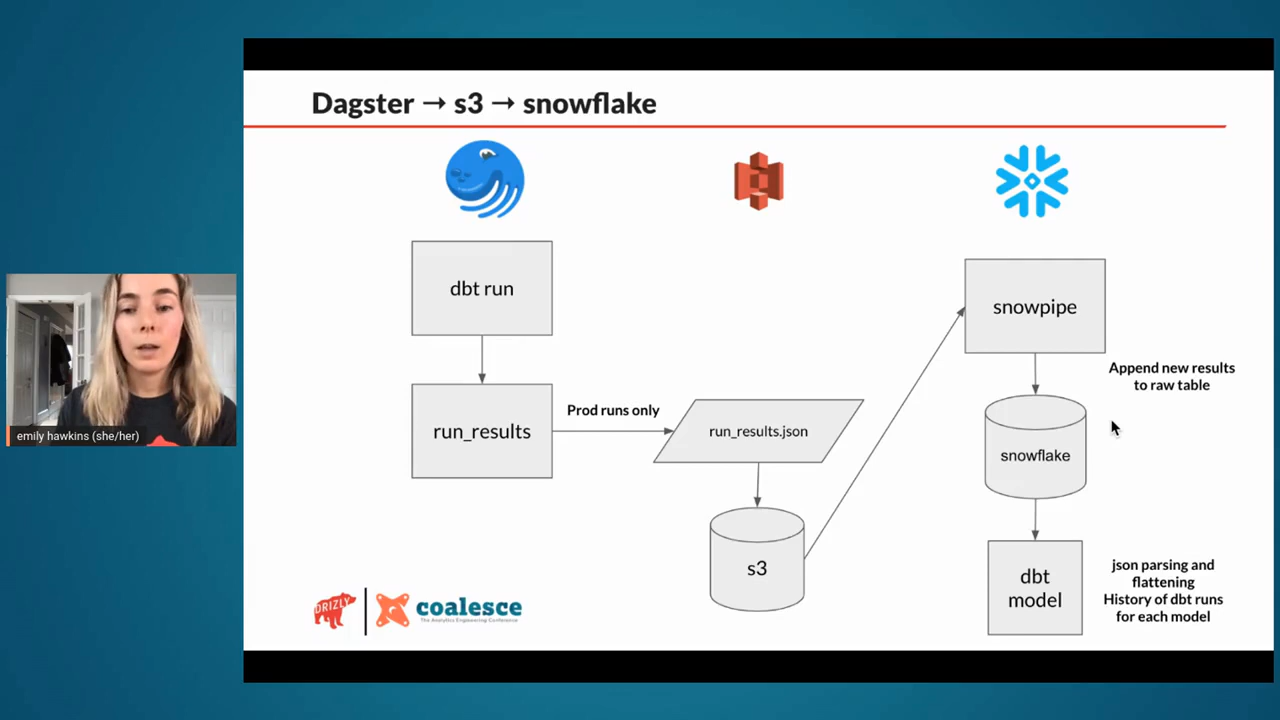 Dagster → s3 → snowflake
dbt run
run_results
Prod runs only
run_results.json
s3
snowpipe
Append new results
to raw table
snowflake
dbt
model
json parsing and
flattening
History of dbt runs
for each model
DRIZLY
coalesce
The Analytics Engineering Conference
emily hawkins (she/her)